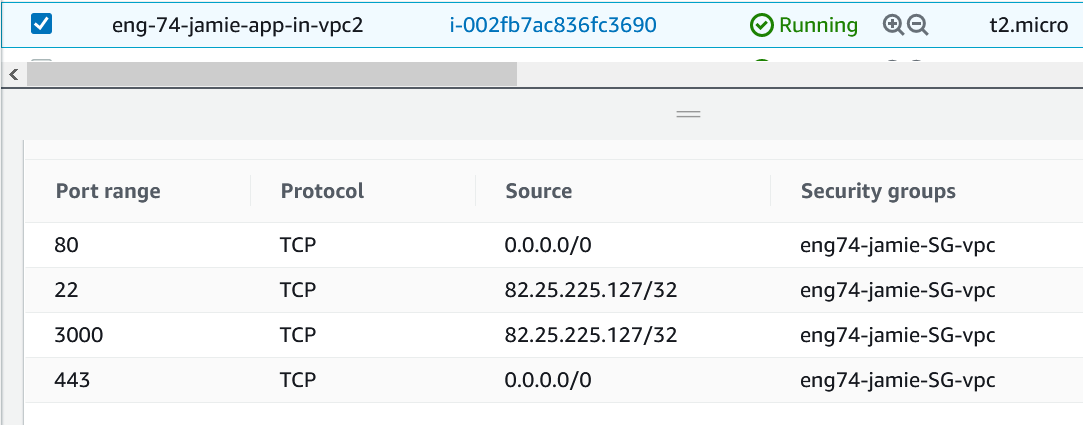 eng-74-jamie-app-in-vpc2 i-002fb7ac836fc3690 Running t2.micro
Port range Protocol Source Security groups
80 TCP 0.0.0.0/0 eng74-jamie-SG-vpc
22 TCP 82.25.225.127/32 eng74-jamie-SG-vpc
3000 TCP 82.25.225.127/32 eng74-jamie-SG-vpc
443 TCP 0.0.0.0/0 eng74-jamie-SG-vpc